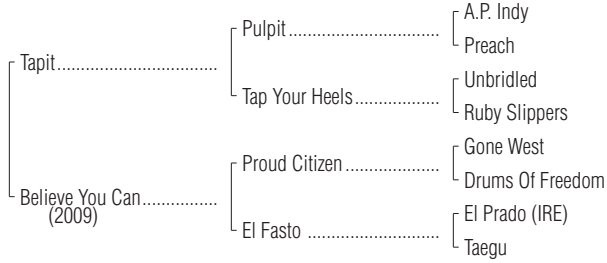 A.P. Indy
Pulpit
Preach
Tapit
Unbridled
Tap Your Heels
Ruby Slippers
Gone West
Proud Citizen
Drums Of Freedom
Believe You Can
(2009)
El Prado (IRE)
El Fasto
Taegu